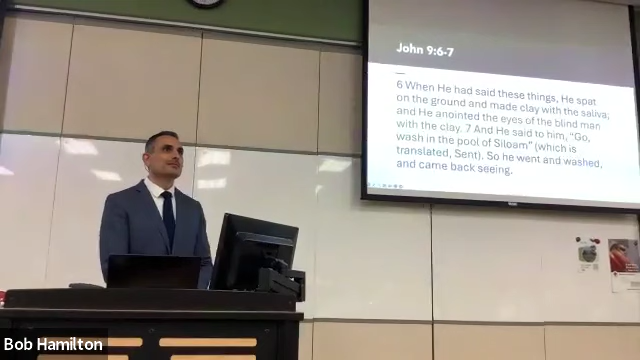 John 9:6-7
6 When He had said these things, He spat
on the ground and made clay with the saliva;
and He anointed the eyes of the blind man
with the clay. 7 And He said to him, "Go,
wash in the pool of Siloam" (which is
translated, Sent). So he went and washed,
and came back seeing.
Bob Hamilton